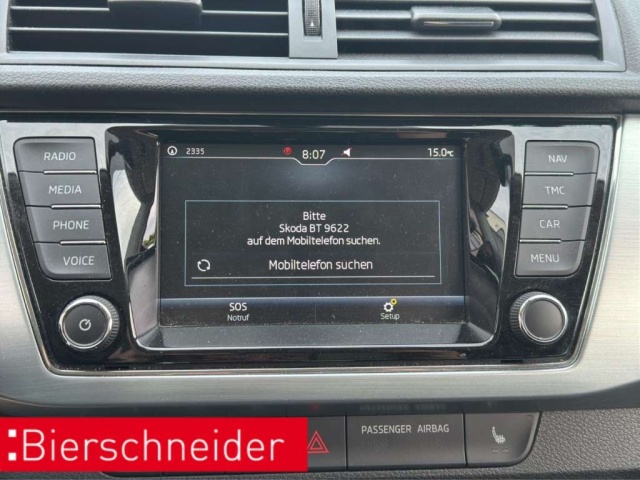 2335 8:07 15.0°C
RADIO
MEDIA
PHONE
VOICE
Bitte
Skoda BT 9622
auf dem Mobiltelefon suchen.
Mobiltelefon suchen
SOS
Notruf
Setup
NAV
TMC
CAR
MENU
PASSENGER AIRBAG
Bierschneider